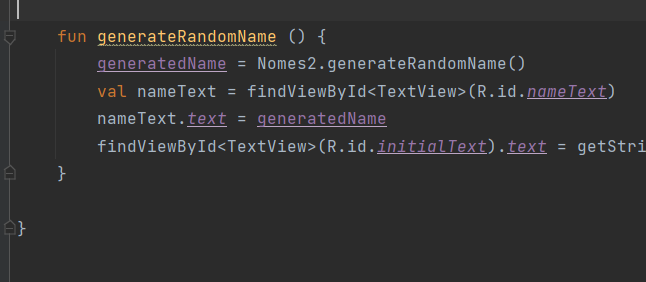 fun generateRandomName () {
generatedName = Nomes2.generateRandomName()
val nameText = findViewById<TextView>(R.id.nameText)
nameText.text = generatedName
findViewById<TextView>(R.id.initialText).text = getStri
}
}